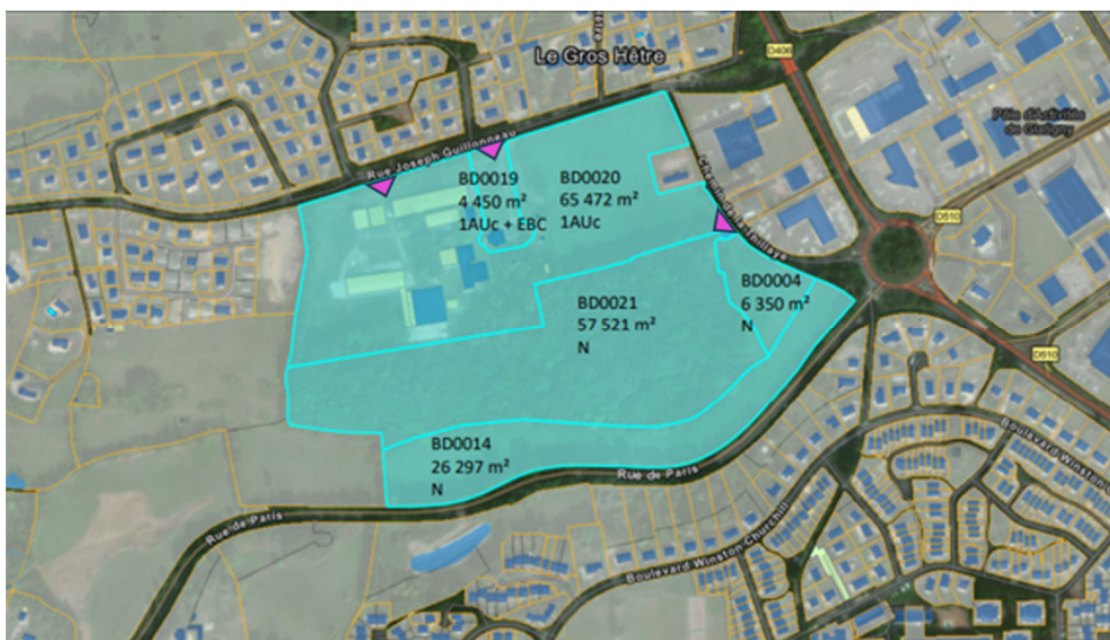 Le Gros Hêtre
D406
Pôle d'Activités
de Glatigny
Rue Joseph Guillonneau
BD0019
4 450 m²
1AUc + EBC
BD0020
65 472 m²
1AUc
D510
BD0004
6 350 m²
N
BD0021
57 521 m²
N
D510
BD0014
26 297 m²
N
Rue de Paris
Rue de Paris
Boulevard Winston Churchill
Boulevard Winston